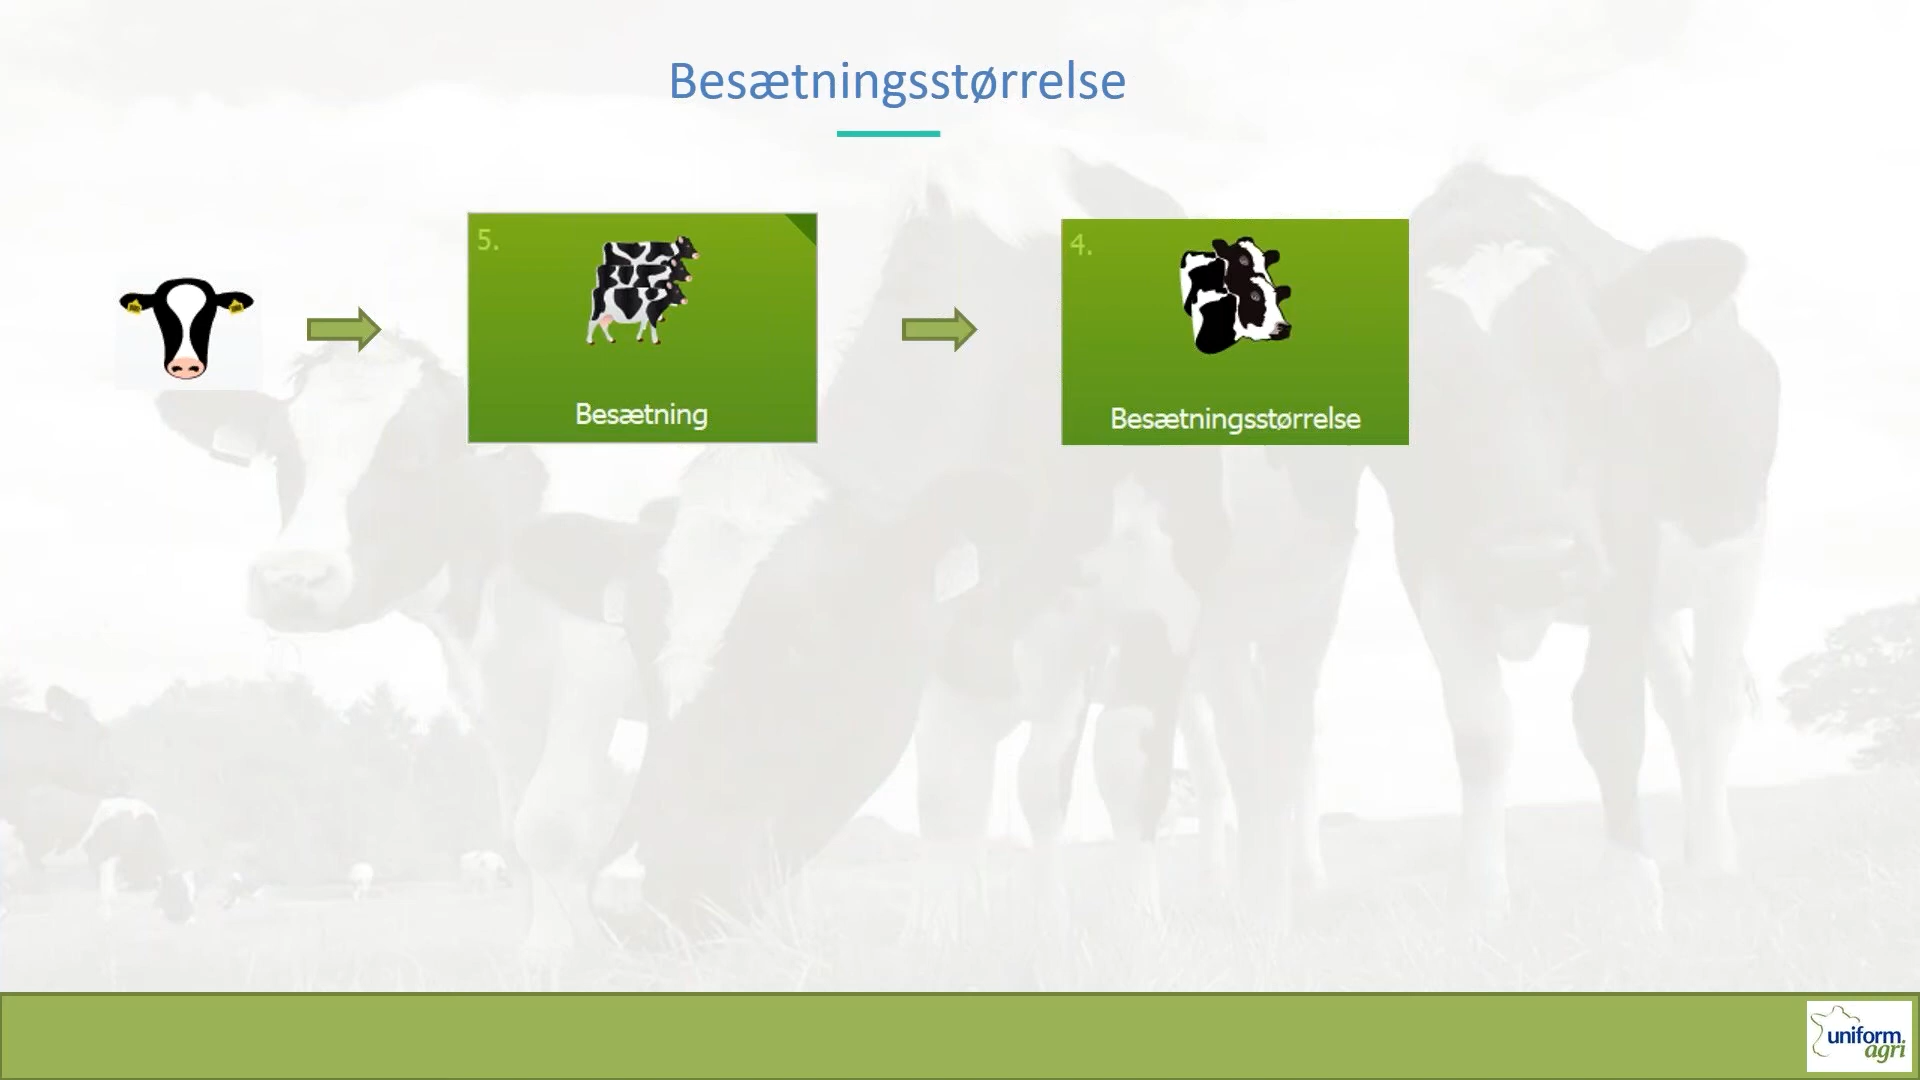 Besætningsstørrelse
5.
Besætning
4.
Besætningsstørrelse
uniform
agri